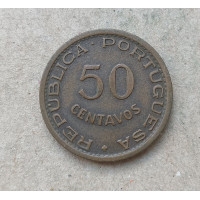 REPUBLICA · PORTUGUESA
50
CENTAVOS